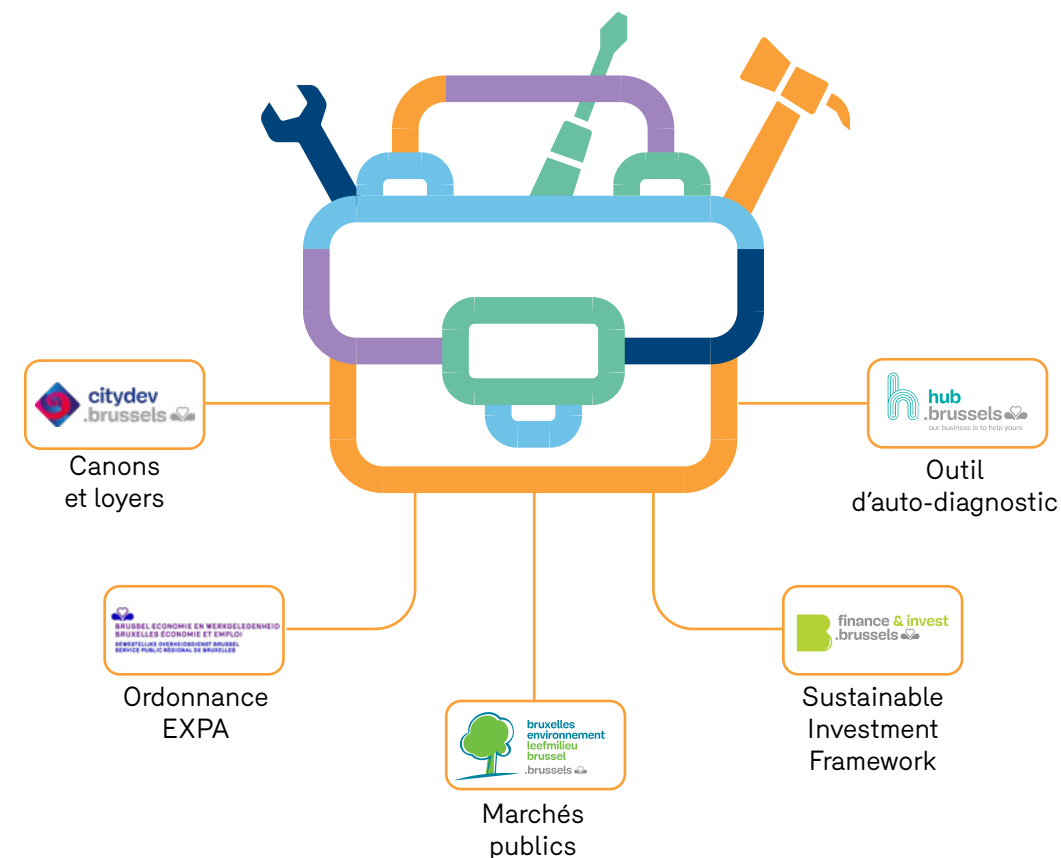 citydev
.brussels
Canons
et loyers
hub
.brussels
our business is to help yours
Outil
d'auto-diagnostic
BRUSSEL ECONOMIE EN WERKGELEGENHEID
BRUXELLES ÉCONOMIE ET EMPLOI
GEWESTELIJKE OVERHEIDSDIENST BRUSSEL
SERVICE PUBLIC RÉGIONAL DE BRUXELLES
Ordonnance
EXPA
finance & invest
.brussels
Sustainable
Investment
Framework
bruxelles
environnement
leefmilieu
brussel
.brussels
Marchés
publics